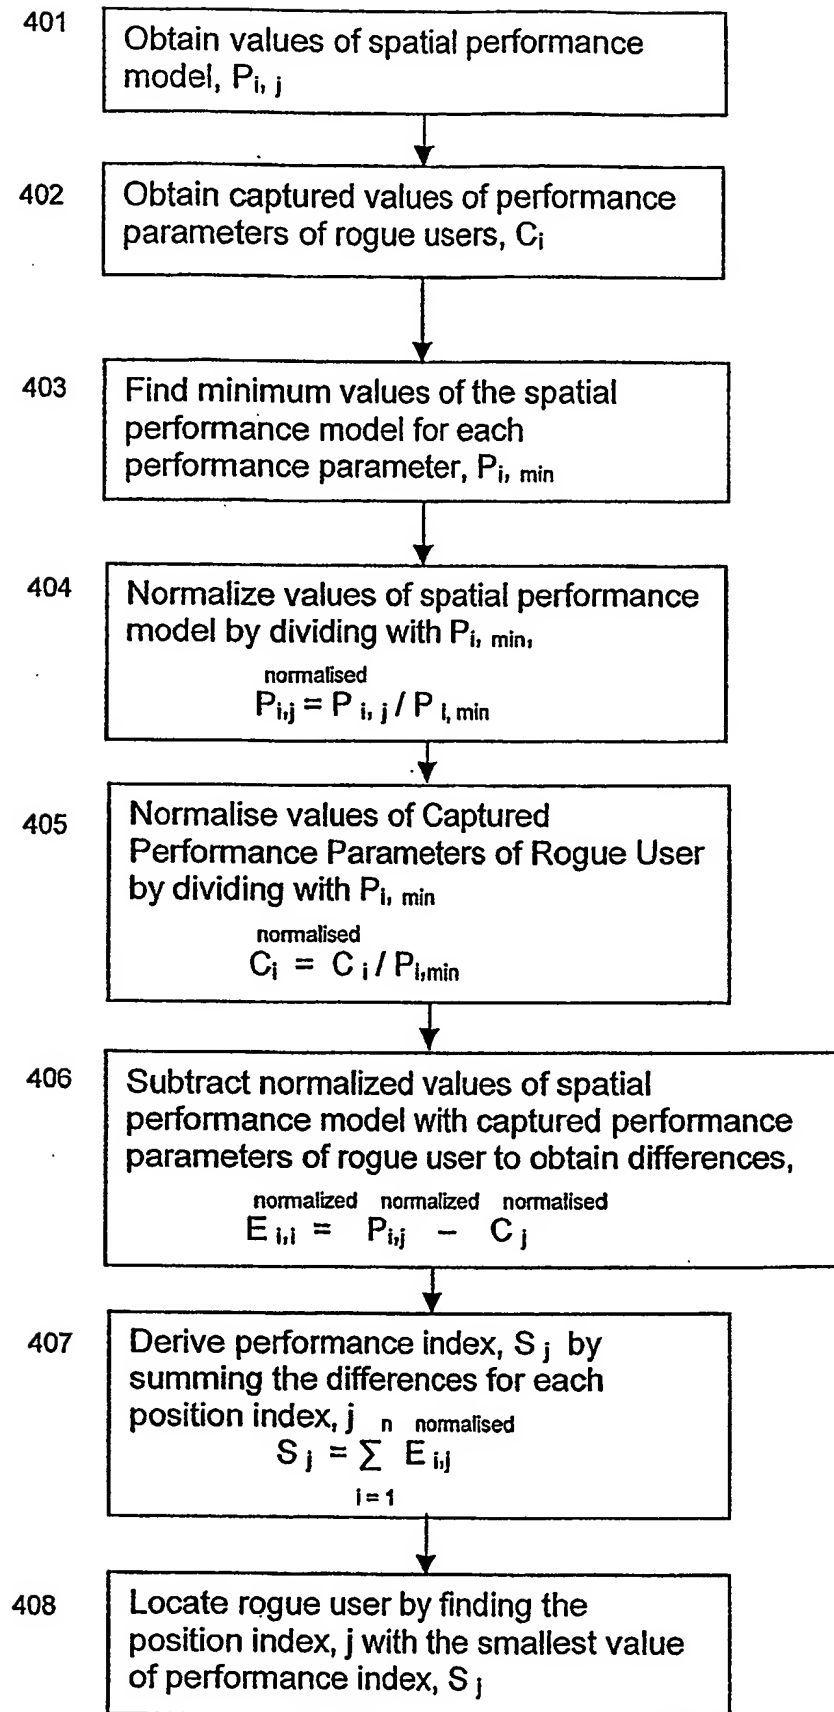 401
Obtain values of spatial performance
model, Pi, j
402
Obtain captured values of performance
parameters of rogue users, Ci
403
Find minimum values of the spatial
performance model for each
performance parameter, Pi, min
404
Normalize values of spatial performance
model by dividing with Pi, min,
normalised
Pi,j = P i, j / P i, min
405
Normalise values of Captured
Performance Parameters of Rogue User
by dividing with Pi, min
normalised
Ci = C i / Pi,min
406
Subtract normalized values of spatial
performance model with captured performance
parameters of rogue user to obtain differences,
normalized normalized normalised
E i,i = Pi,j – C j
407
Derive performance index, S j by
summing the differences for each
position index, j n normalised
S j = Σ E i,j
i = 1
408
Locate rogue user by finding the
position index, j with the smallest value
of performance index, S j